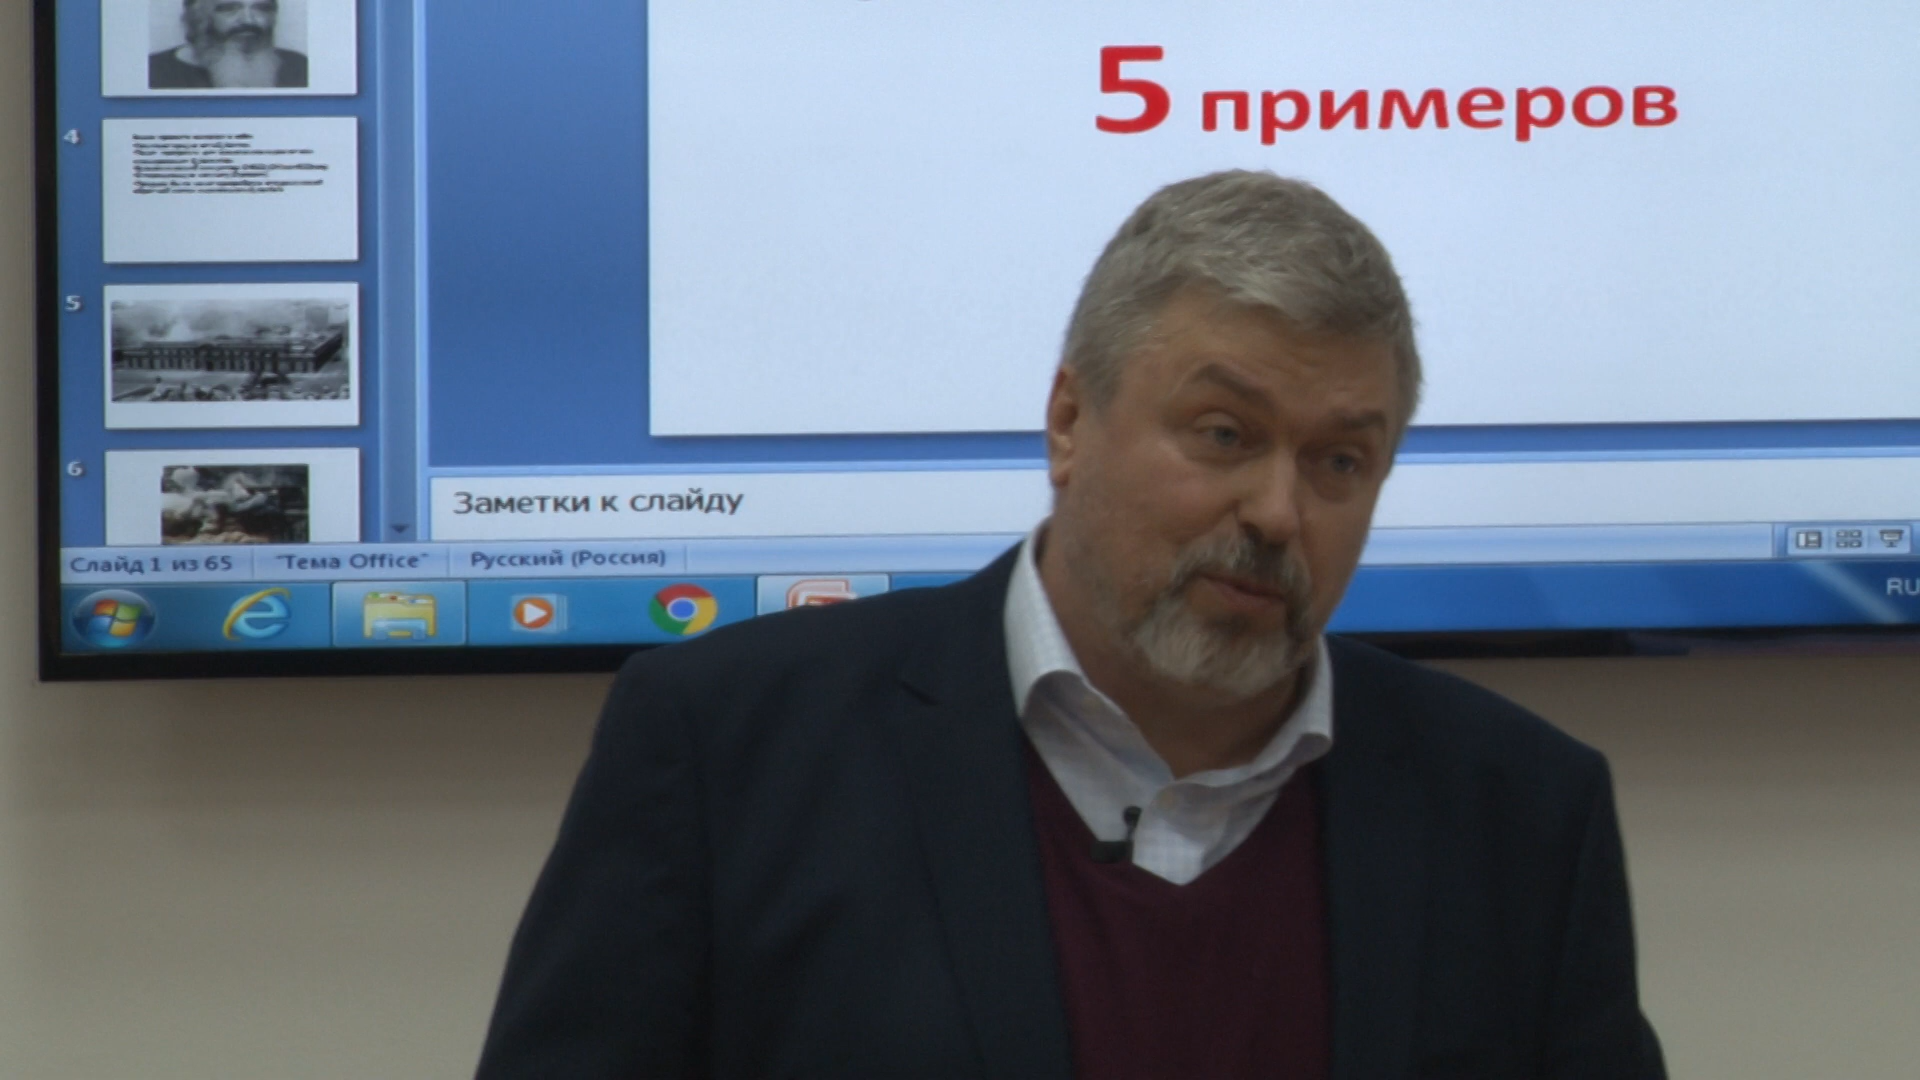 5 примеров
4
5
6
Заметки к слайду
Слайд 1 из 65
"Тема Office"
Русский (Россия)
RU